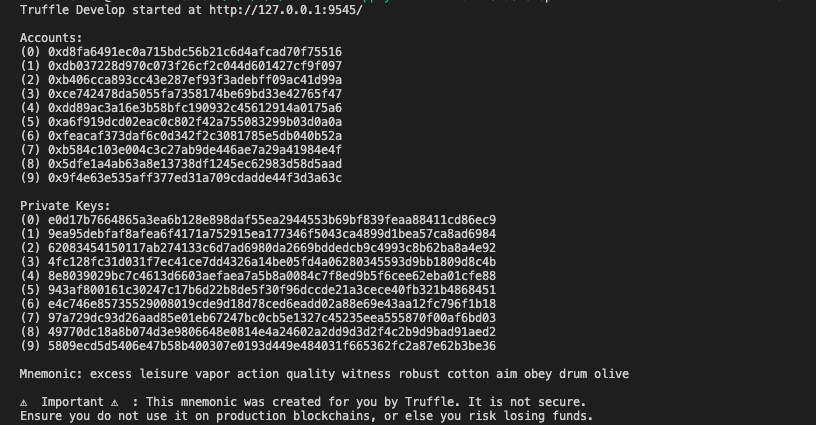 Truffle Develop started at http://127.0.0.1:9545/
Accounts:
(0) 0xd8fa6491ec0a715bdc56b21c6d4afcad70f75516
(1) 0xdb037228d970c073f26cf2c044d601427cf9f097
(2) 0xb406cca893cc43e287ef93f3adebff09ac41d99a
(3) 0xce742478da5055fa7358174be69bd33e42765f47
(4) 0xdd89ac3a16e3b58bfc190932c45612914a0175a6
(5) 0xa6f919dcd02eac0c802f42a755083299b03d0a0a
(6) 0xfeacaf373daf6c0d342f2c3081785e5db040b52a
(7) 0xb584c103e004c3c27ab9de446ae7a29a41984e4f
(8) 0x5dfe1a4ab63a8e13738df1245ec62983d58d5aad
(9) 0x9f4e63e535aff377ed31a709cdadde44f3d3a63c
Private Keys:
(0) e0d17b7664865a3ea6b128e898daf55ea2944553b69bf839feaa88411cd86ec9
(1) 9ea95debfaf8afea6f4171a752915ea177346f5043ca4899d1bea57ca8ad6984
(2) 62083454150117ab274133c6d7ad6980da2669bddedcb9c4993c8b62ba8a4e92
(3) 4fc128fc31d031f7ec41ce7dd4326a14be05fd4a06280345593d9bb1809d8c4b
(4) 8e8039029bc7c4613d6603aefaea7a5b8a0084c7f8ed9b5f6cee62eba01cfe88
(5) 943af800161c30247c17b6d22b8de5f30f96dccde21a3cece40fb321b4868451
(6) e4c746e85735529008019cde9d18d78ced6eadd02a88e69e43aa12fc796f1b18
(7) 97a729dc93d26aad85e01eb67247bc0cb5e1327c45235eea555870f00af6bd03
(8) 49770dc18a8b074d3e9806648e0814e4a24602a2dd9d3d2f4c2b9d9bad91aed2
(9) 5809ecd5d5406e47b58b400307e0193d449e484031f665362fc2a87e62b3be36
Mnemonic: excess leisure vapor action quality witness robust cotton aim obey drum olive
⚠ Important ⚠ : This mnemonic was created for you by Truffle. It is not secure.
Ensure you do not use it on production blockchains, or else you risk losing funds.